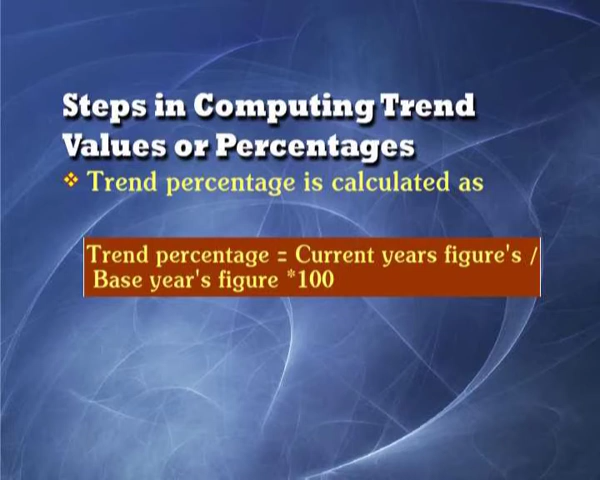 Steps in Computing Trend
Values or Percentages
Trend percentage is calculated as
Trend percentage = Current years figure's /
Base year's figure *100